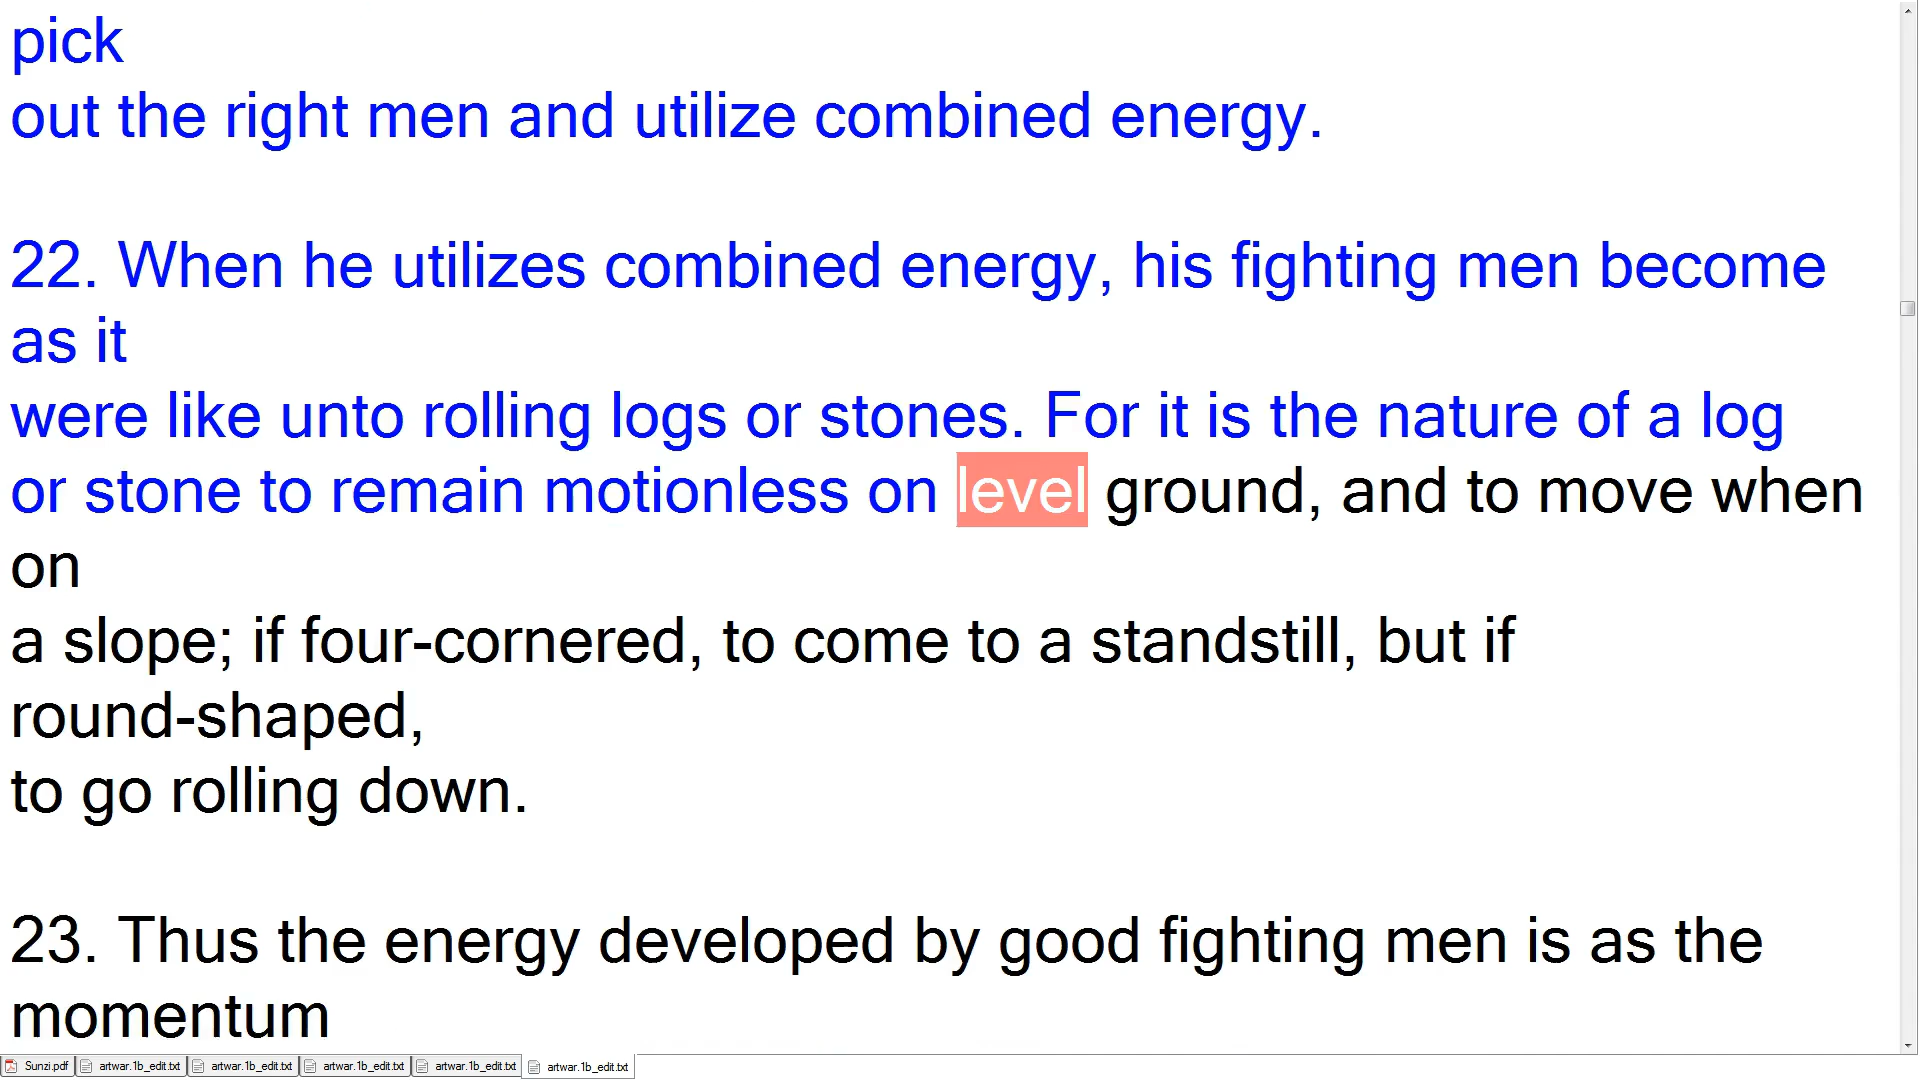 pick
out the right men and utilize combined energy.
22. When he utilizes combined energy, his fighting men become
as it
were like unto rolling logs or stones. For it is the nature of a log
or stone to remain motionless on level ground, and to move when
on
a slope; if four-cornered, to come to a standstill, but if
round-shaped,
to go rolling down.
23. Thus the energy developed by good fighting men is as the
momentum
Sunzi.pdf artwar.1b_edit.txt artwar.1b_edit.txt artwar.1b_edit.txt artwar.1b_edit.txt artwar.1b_edit.txt